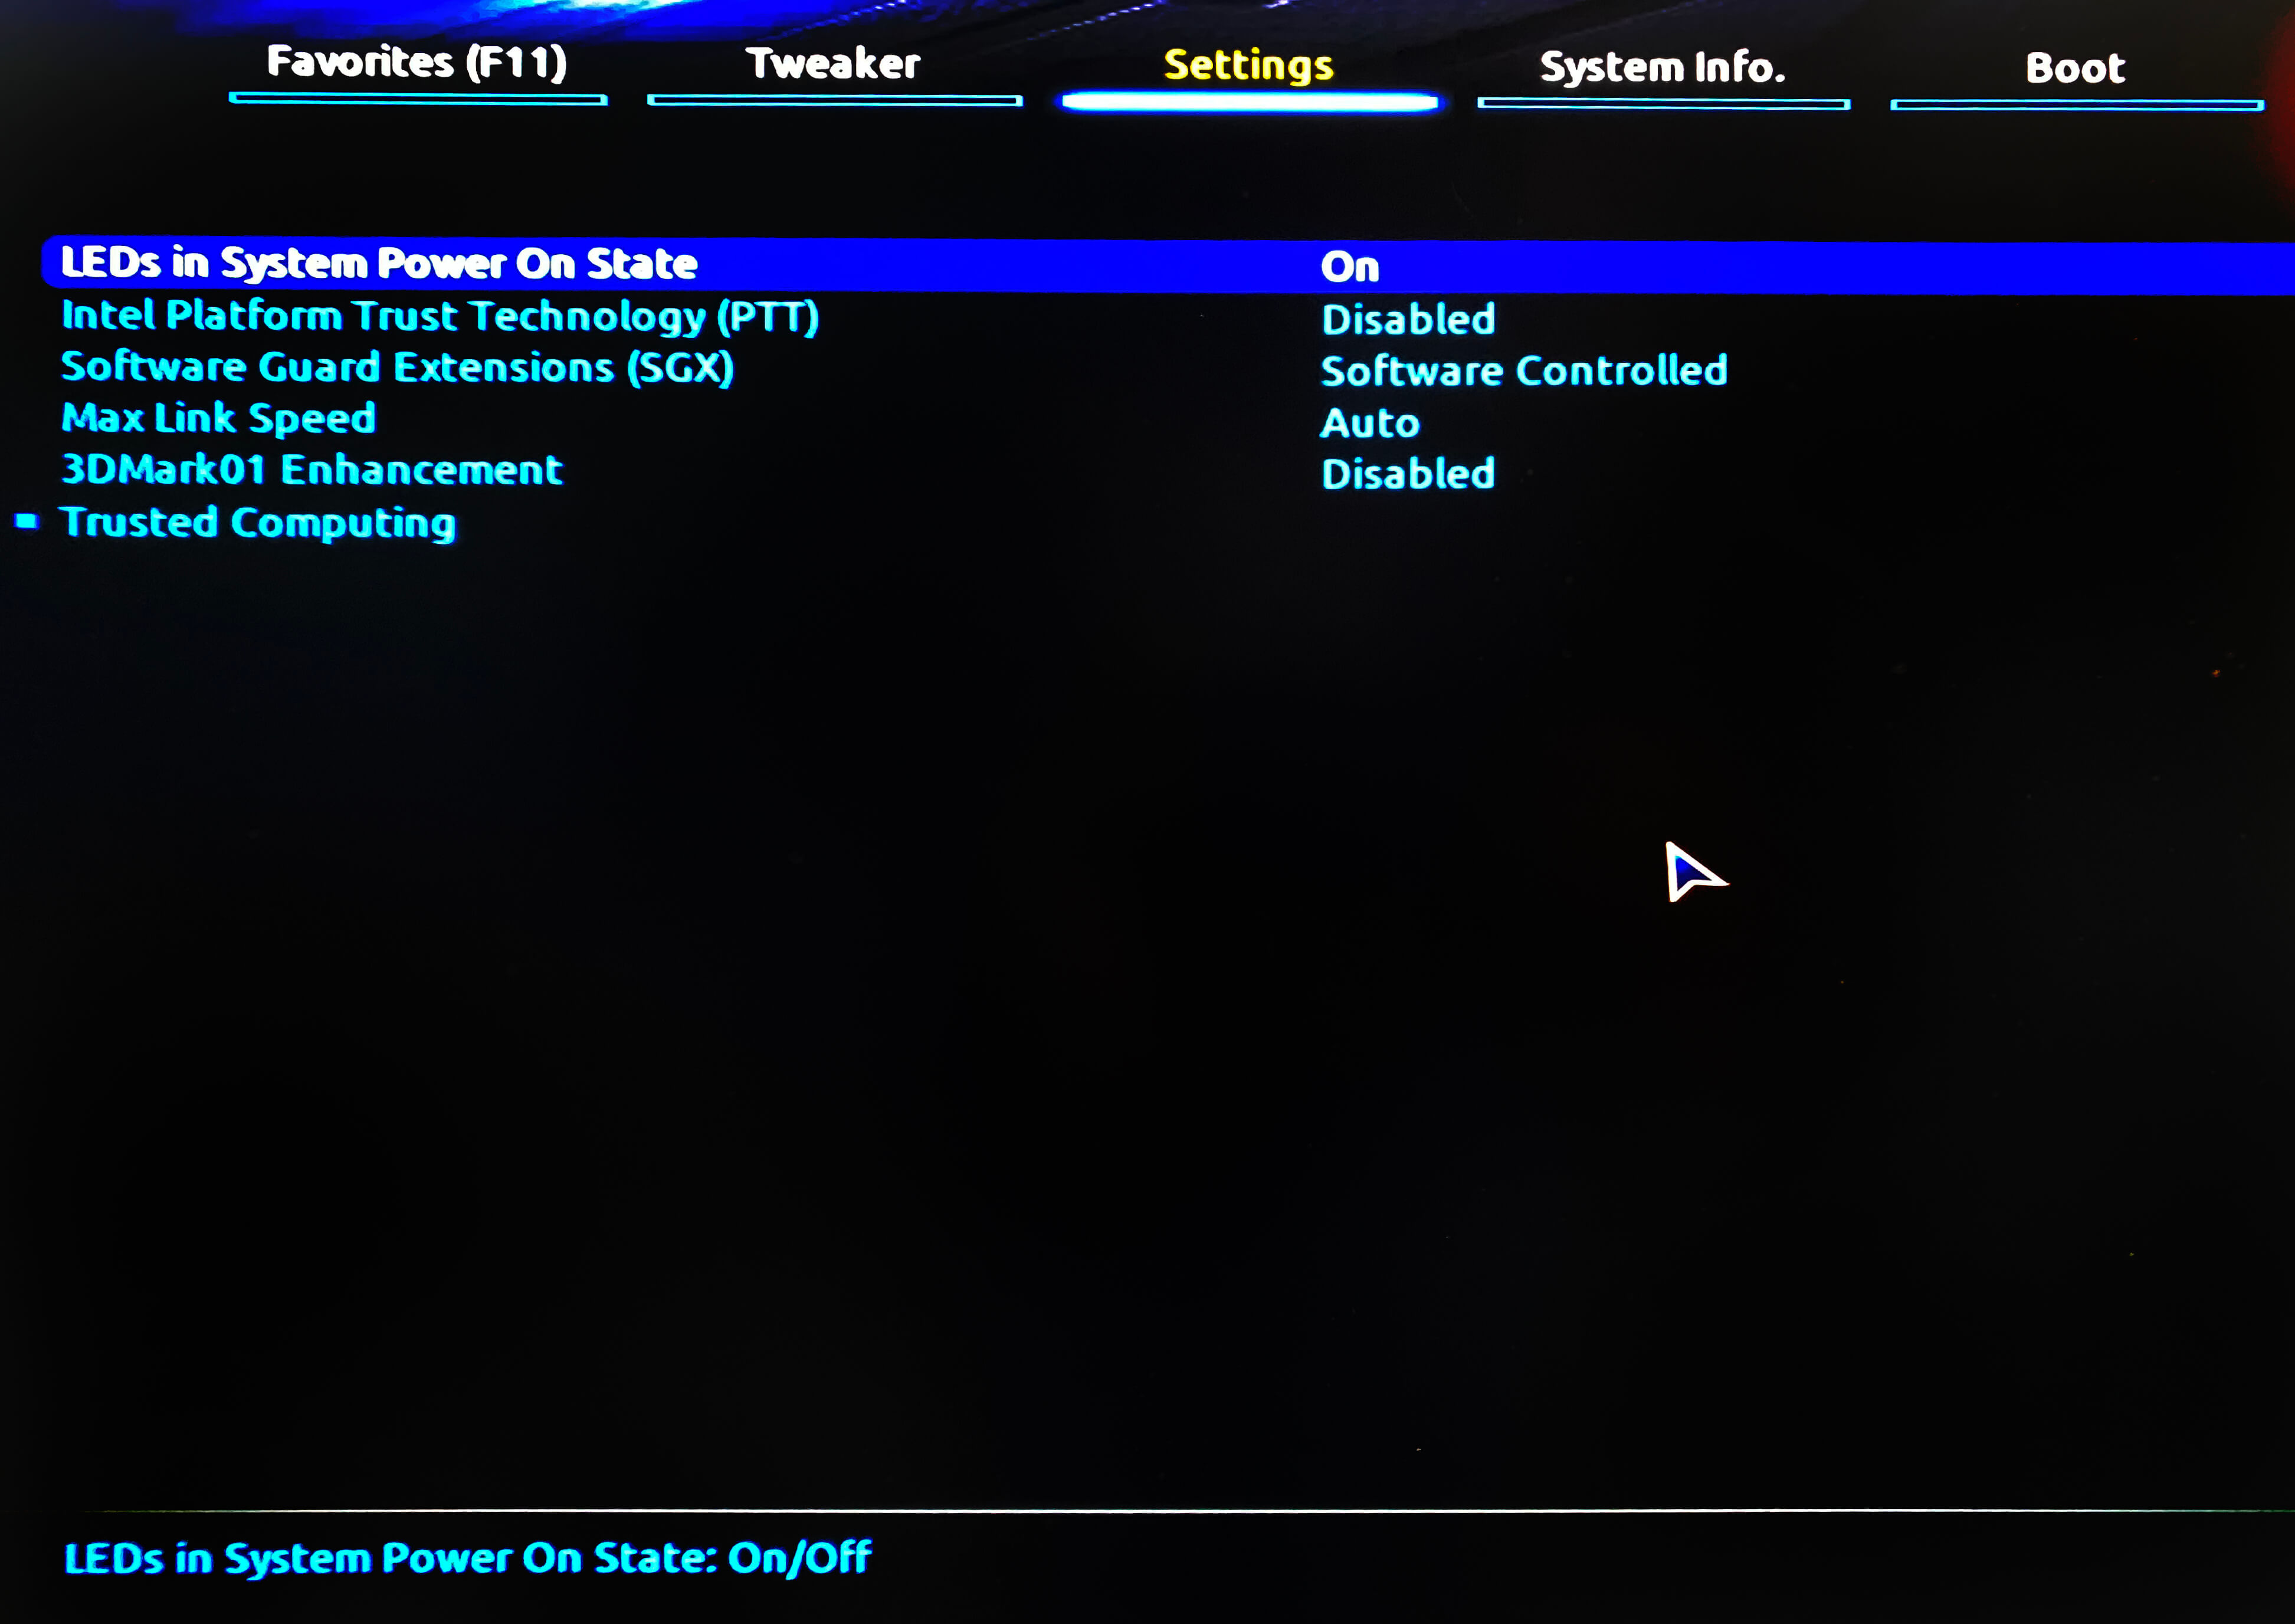 Favorites (F11) Tweaker Settings System Info. Boot
LEDs in System Power On State On
Intel Platform Trust Technology (PTT) Disabled
Software Guard Extensions (SGX) Software Controlled
Max Link Speed Auto
3DMark01 Enhancement Disabled
Trusted Computing
LEDs in System Power On State: On/Off